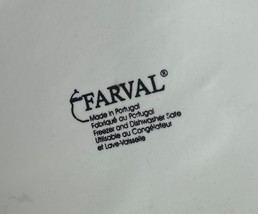 FARVAL®
Made in Portugal
Fabriqué au Portugal
Freezer and Dishwasher Safe
Utilisable au Congélateur
et Lave-Vaisselle